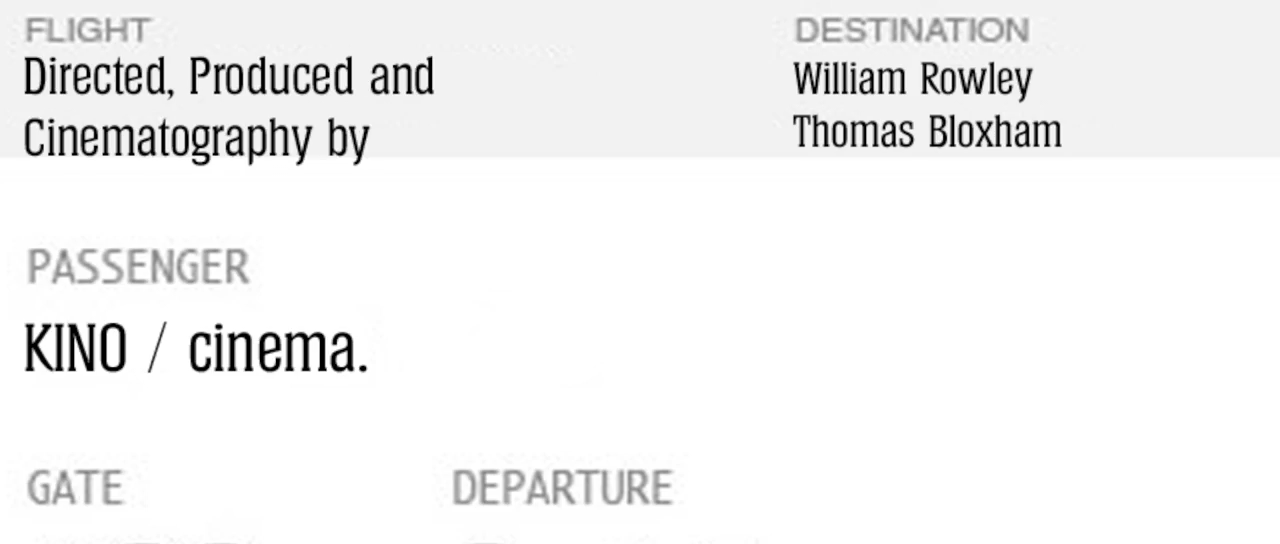 FLIGHT
Directed, Produced and
Cinematography by
DESTINATION
William Rowley
Thomas Bloxham
PASSENGER
KINO / cinema.
GATE
DEPARTURE